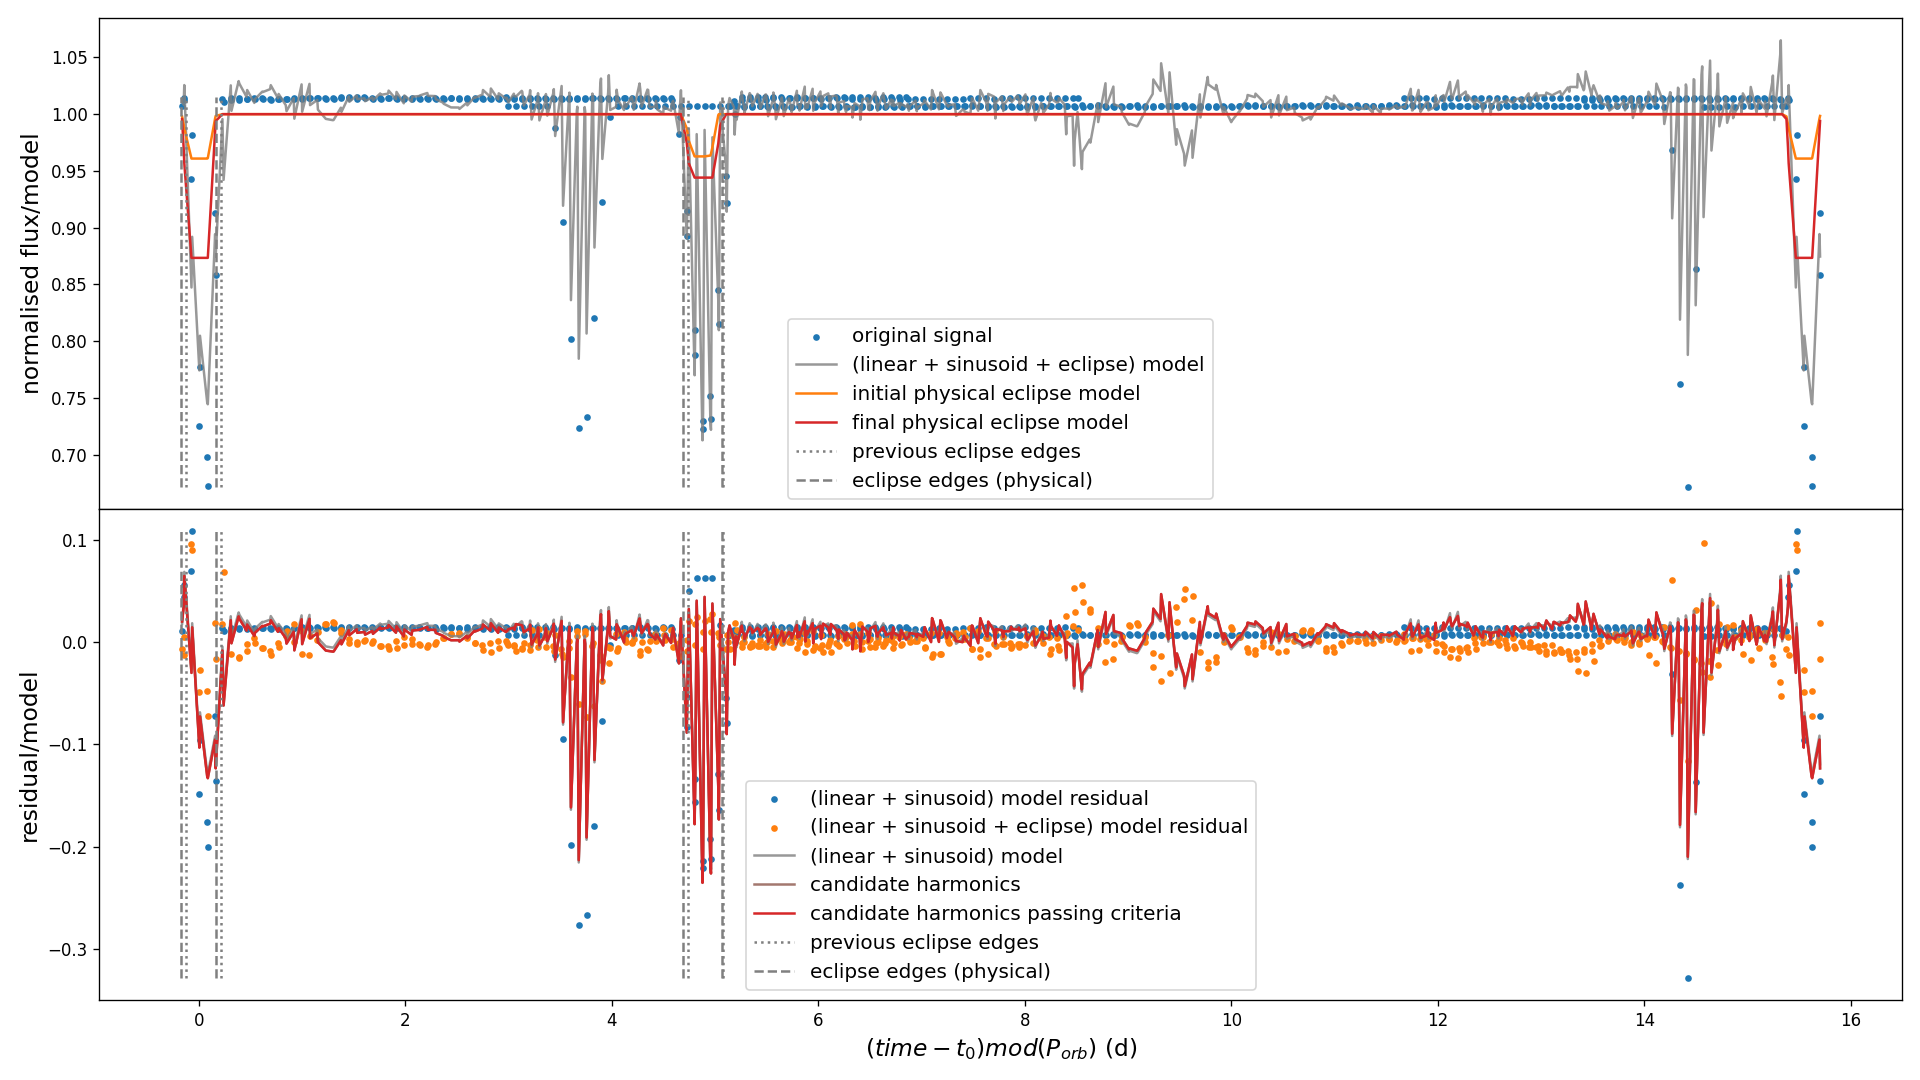 normalised flux/model
1.05
1.00
0.95
0.90
0.85
0.80
0.75
0.70
original signal
(linear + sinusoid + eclipse) model
initial physical eclipse model
final physical eclipse model
previous eclipse edges
eclipse edges (physical)
residual/model
0.1
0.0
−0.1
−0.2
−0.3
(linear + sinusoid) model residual
(linear + sinusoid + eclipse) model residual
(linear + sinusoid) model
candidate harmonics
candidate harmonics passing criteria
previous eclipse edges
eclipse edges (physical)
0 2 4 6 8 10 12 14 16
(time − t₀)mod(P_orb) (d)